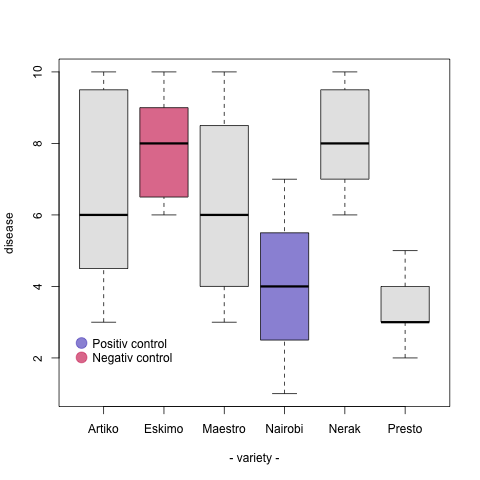 10
8
6
4
2
disease
Positiv control
Negativ control
Artiko Eskimo Maestro Nairobi Nerak Presto
- variety -